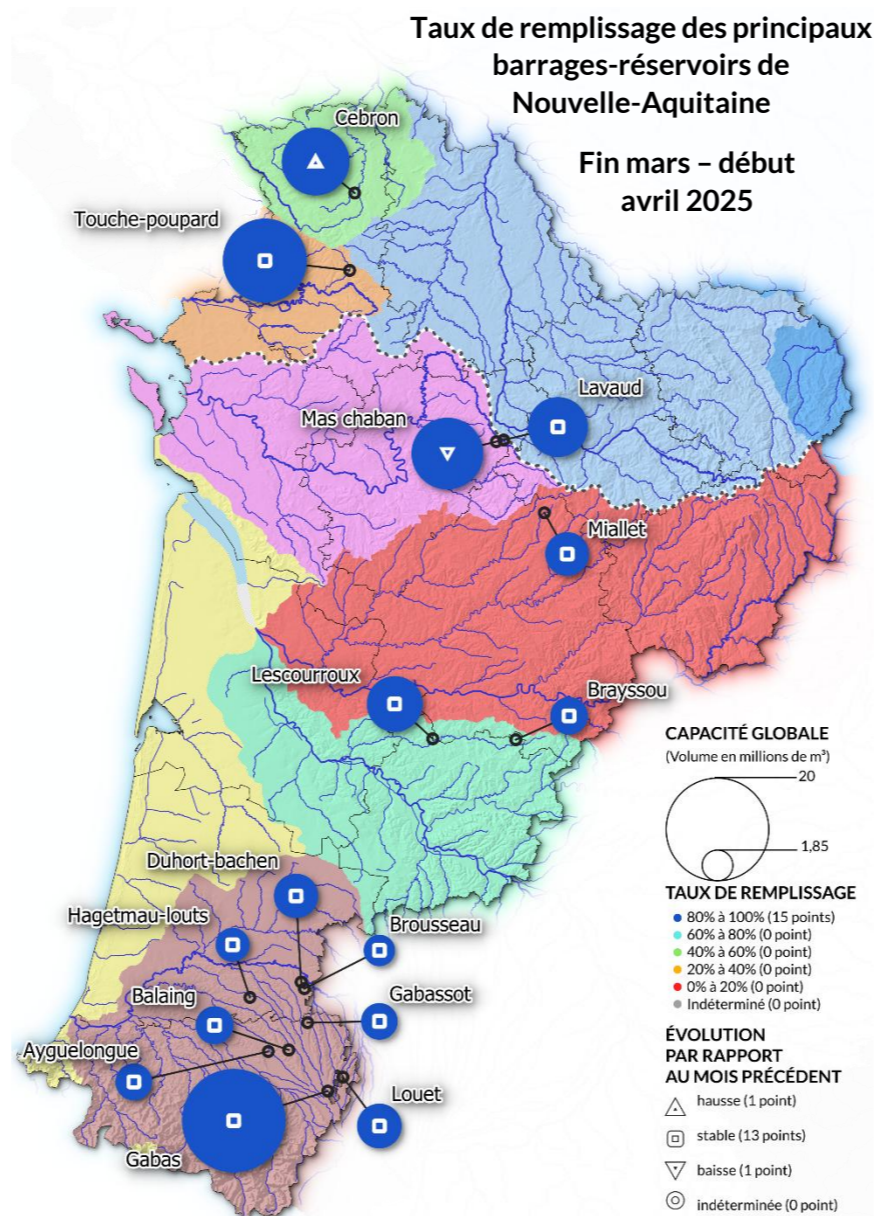 Taux de remplissage des principaux
barrages-réservoirs de
Nouvelle-Aquitaine
Fin mars – début
avril 2025
Cebron
Touche-poupard
Lavaud
Mas chaban
Miallet
Lescourroux
Brayssou
Duhort-bachen
Hagetmau-louts
Brousseau
Balaing
Gabassot
Ayguelongue
Louet
Gabas
CAPACITÉ GLOBALE
(Volume en millions de m³)
20
1,85
TAUX DE REMPLISSAGE
80% à 100% (15 points)
60% à 80% (0 point)
40% à 60% (0 point)
20% à 40% (0 point)
0% à 20% (0 point)
Indéterminé (0 point)
ÉVOLUTION
PAR RAPPORT
AU MOIS PRÉCÉDENT
hausse (1 point)
stable (13 points)
baisse (1 point)
indéterminée (0 point)